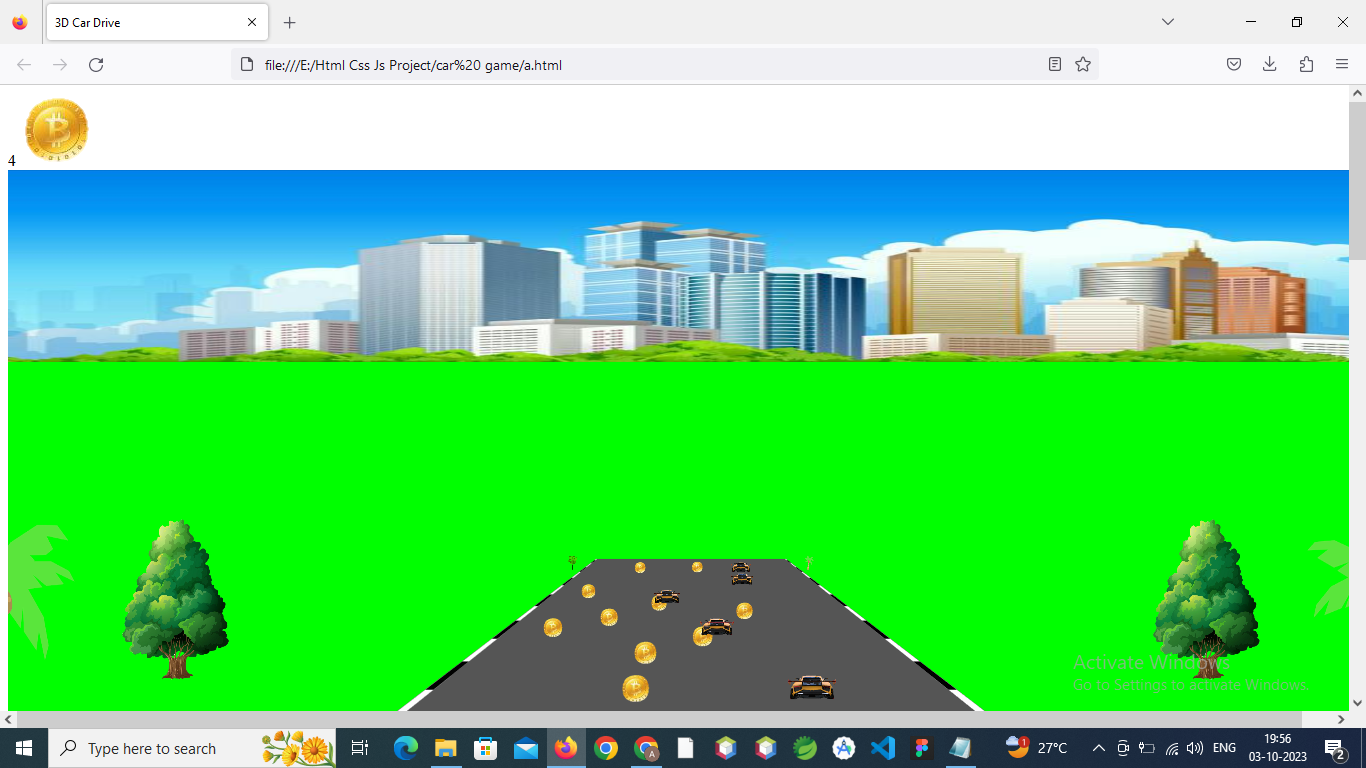 3D Car Drive
file:///E:/Html Css Js Project/car%20 game/a.html
4
Activate Windows
Go to Settings to activate Windows.
Type here to search
1
27°C
ENG
19:56
03-10-2023
2